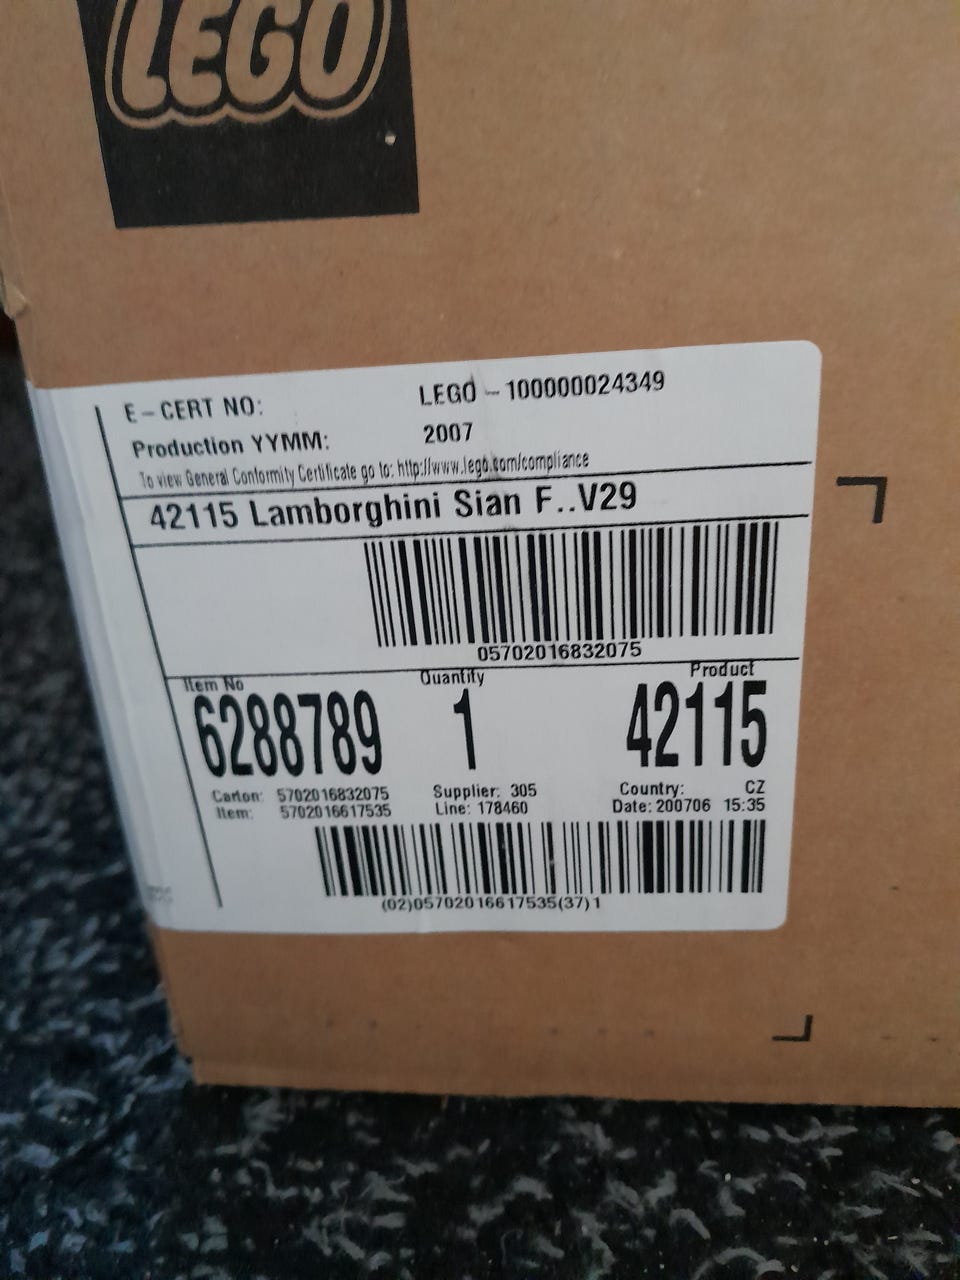 LEGO
E-CERT NO: LEGO - 100000024349
Production YYMM: 2007
To view General Conformity Certificate go to: http://www.lego.com/compliance
42115 Lamborghini Sian F..V29
05702016832075
Item No Quantity Product
6288789 1 42115
Carton: 5702016832075 Supplier: 305 Country: CZ
Item: 5702016617535 Line: 178460 Date: 200706 15:35
(02)05702016617535(37)1